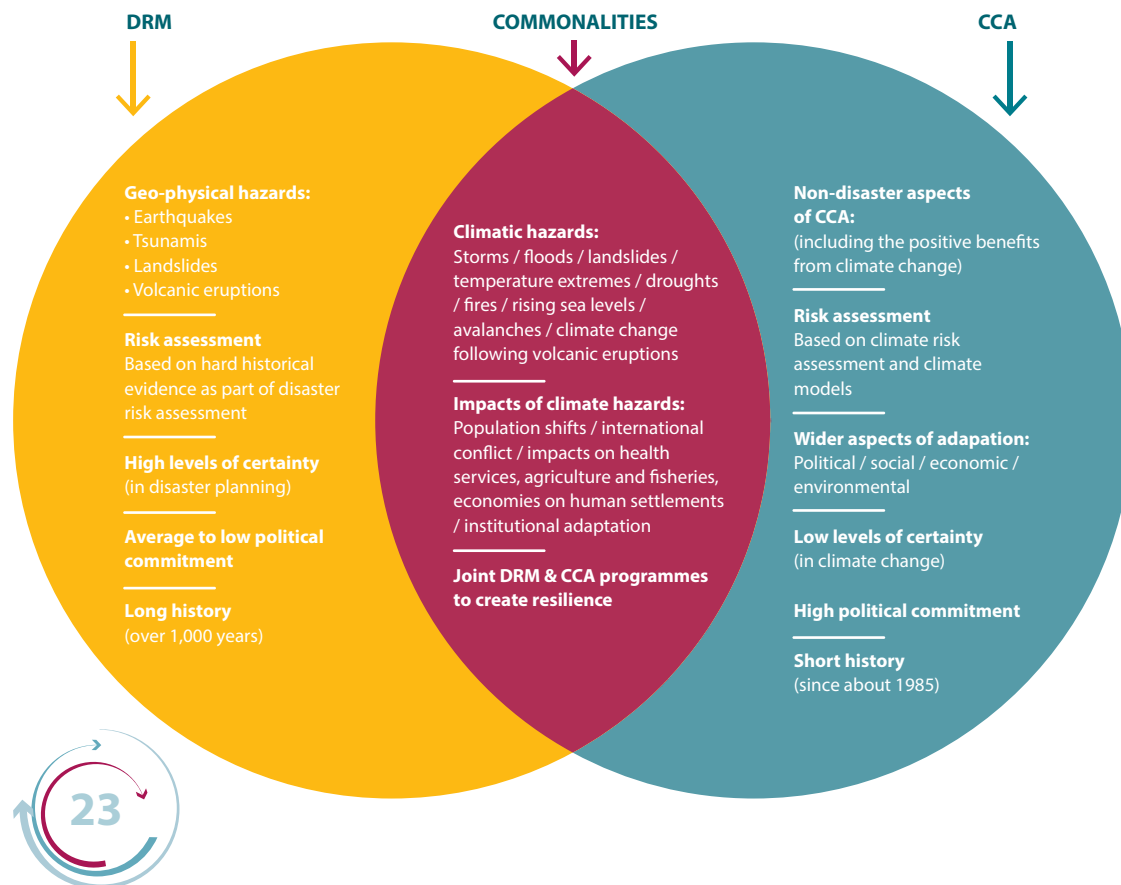 DRM
COMMONALITIES
CCA
Geo-physical hazards:
• Earthquakes
• Tsunamis
• Landslides
• Volcanic eruptions
Risk assessment
Based on hard historical
evidence as part of disaster
risk assessment
High levels of certainty
(in disaster planning)
Average to low political
commitment
Long history
(over 1,000 years)
Climatic hazards:
Storms / floods / landslides /
temperature extremes / droughts
/ fires / rising sea levels /
avalanches / climate change
following volcanic eruptions
Impacts of climate hazards:
Population shifts / international
conflict / impacts on health
services, agriculture and fisheries,
economies on human settlements
/ institutional adaptation
Joint DRM & CCA programmes
to create resilience
Non-disaster aspects
of CCA:
(including the positive benefits
from climate change)
Risk assessment
Based on climate risk
assessment and climate
models
Wider aspects of adapation:
Political / social / economic /
environmental
Low levels of certainty
(in climate change)
High political commitment
Short history
(since about 1985)
23